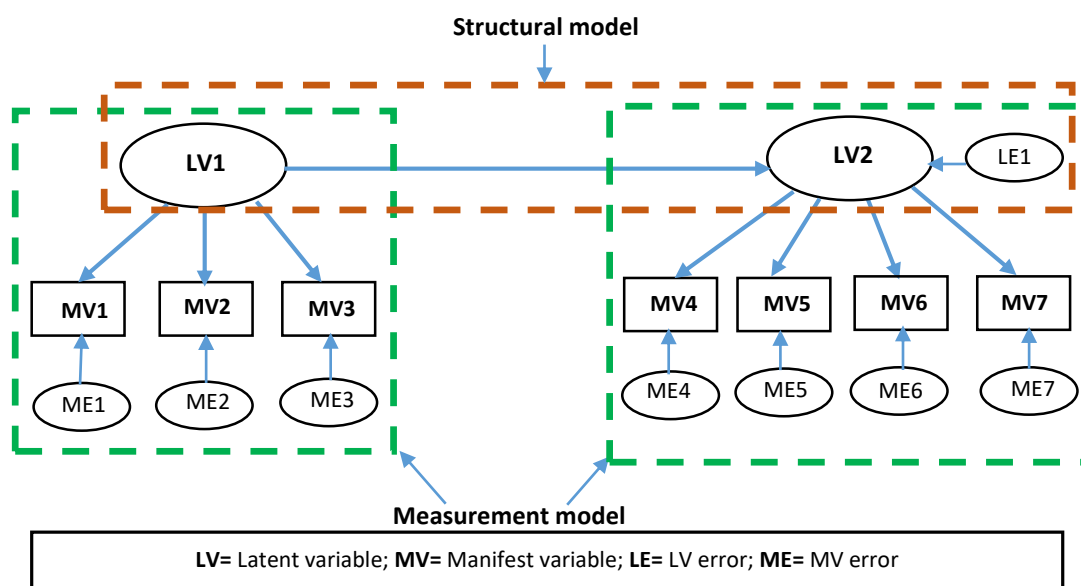 Structural model
LV1
LV2
LE1
MV1
MV2
MV3
MV4
MV5
MV6
MV7
ME1
ME2
ME3
ME4
ME5
ME6
ME7
Measurement model
LV= Latent variable; MV= Manifest variable; LE= LV error; ME= MV error